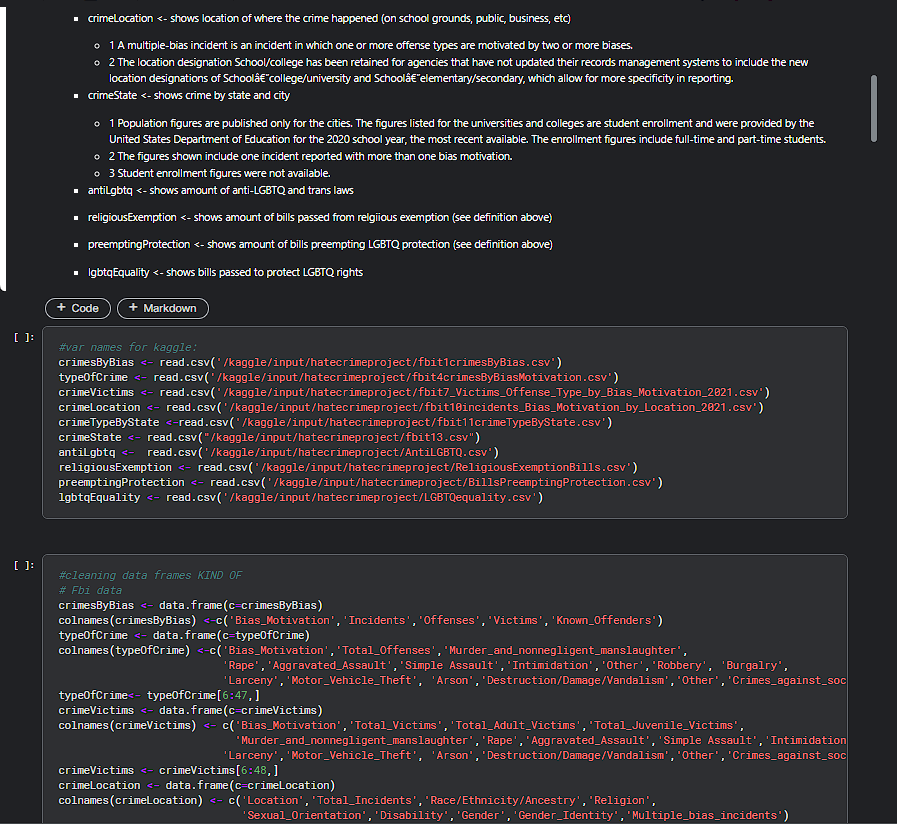 crimeLocation <- shows location of where the crime happened (on school grounds, public, business, etc)
1 A multiple-bias incident is an incident in which one or more offense types are motivated by two or more biases.
2 The location designation School/college has been retained for agencies that have not updated their records management systems to include the new
location designations of Schoolâ€˜college/university and Schoolâ€˜elementary/secondary, which allow for more specificity in reporting.
crimeState <- shows crime by state and city
1 Population figures are published only for the cities. The figures listed for the universities and colleges are student enrollment and were provided by the
United States Department of Education for the 2020 school year, the most recent available. The enrollment figures include full-time and part-time students.
2 The figures shown include one incident reported with more than one bias motivation.
3 Student enrollment figures were not available.
antiLgbtq <- shows amount of anti-LGBTQ and trans laws
religiousExemption <- shows amount of bills passed from relgiious exemption (see definition above)
preemptingProtection <- shows amount of bills preempting LGBTQ protection (see definition above)
lgbtqEquality <- shows bills passed to protect LGBTQ rights
+ Code + Markdown
[ ]:
#var names for kaggle:
crimesByBias <- read.csv('/kaggle/input/hatecrimeproject/fbit1crimesByBias.csv')
typeOfCrime <- read.csv('/kaggle/input/hatecrimeproject/fbit4crimesByBiasMotivation.csv')
crimeVictims <- read.csv('/kaggle/input/hatecrimeproject/fbit7_Victims_Offense_Type_by_Bias_Motivation_2021.csv')
crimeLocation <- read.csv('/kaggle/input/hatecrimeproject/fbit10incidents_Bias_Motivation_by_Location_2021.csv')
crimeTypeByState <-read.csv('/kaggle/input/hatecrimeproject/fbit11crimeTypeByState.csv')
crimeState <- read.csv("/kaggle/input/hatecrimeproject/fbit13.csv")
antiLgbtq <- read.csv('/kaggle/input/hatecrimeproject/AntiLGBTQ.csv')
religiousExemption <- read.csv('/kaggle/input/hatecrimeproject/ReligiousExemptionBills.csv')
preemptingProtection <- read.csv('/kaggle/input/hatecrimeproject/BillsPreemptingProtection.csv')
lgbtqEquality <- read.csv('/kaggle/input/hatecrimeproject/LGBTQequality.csv')
[ ]:
#cleaning data frames KIND OF
# Fbi data
crimesByBias <- data.frame(c=crimesByBias)
colnames(crimesByBias) <-c('Bias_Motivation','Incidents','Offenses','Victims','Known_Offenders')
typeOfCrime <- data.frame(c=typeOfCrime)
colnames(typeOfCrime) <-c('Bias_Motivation','Total_Offenses','Murder_and_nonnegligent_manslaughter',
'Rape','Aggravated_Assault','Simple Assault','Intimidation','Other','Robbery', 'Burgalry',
'Larceny','Motor_Vehicle_Theft', 'Arson','Destruction/Damage/Vandalism','Other','Crimes_against_soc
typeOfCrime<- typeOfCrime[6:47,]
crimeVictims <- data.frame(c=crimeVictims)
colnames(crimeVictims) <- c('Bias_Motivation','Total_Victims','Total_Adult_Victims','Total_Juvenile_Victims',
'Murder_and_nonnegligent_manslaughter','Rape','Aggravated_Assault','Simple Assault','Intimidation
'Larceny','Motor_Vehicle_Theft', 'Arson','Destruction/Damage/Vandalism','Other','Crimes_against_soc
crimeVictims <- crimeVictims[6:48,]
crimeLocation <- data.frame(c=crimeLocation)
colnames(crimeLocation) <- c('Location','Total_Incidents','Race/Ethnicity/Ancestry','Religion',
'Sexual_Orientation','Disability','Gender','Gender_Identity','Multiple_bias_incidents')